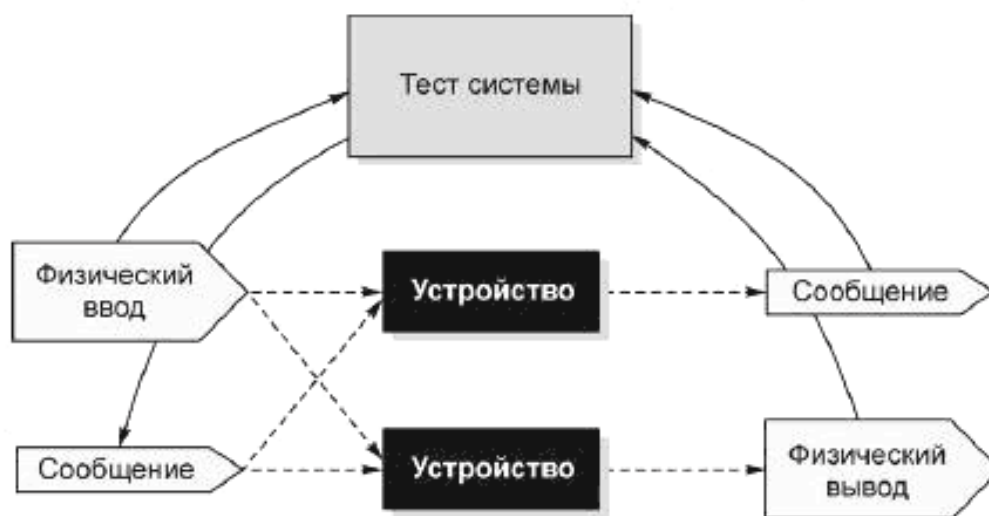 Тест системы
Физический
ввод
Устройство
Сообщение
Сообщение
Устройство
Физический
вывод